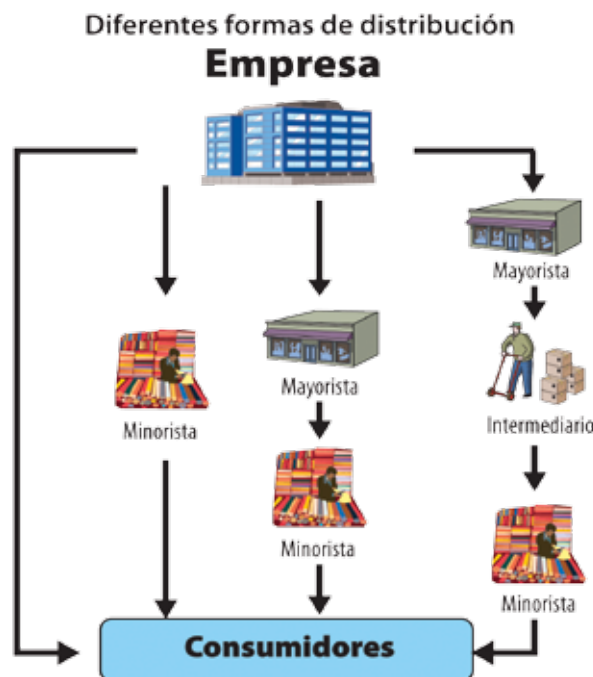 Diferentes formas de distribución
Empresa
Mayorista
Mayorista
Intermediario
Minorista
Minorista
Minorista
Consumidores